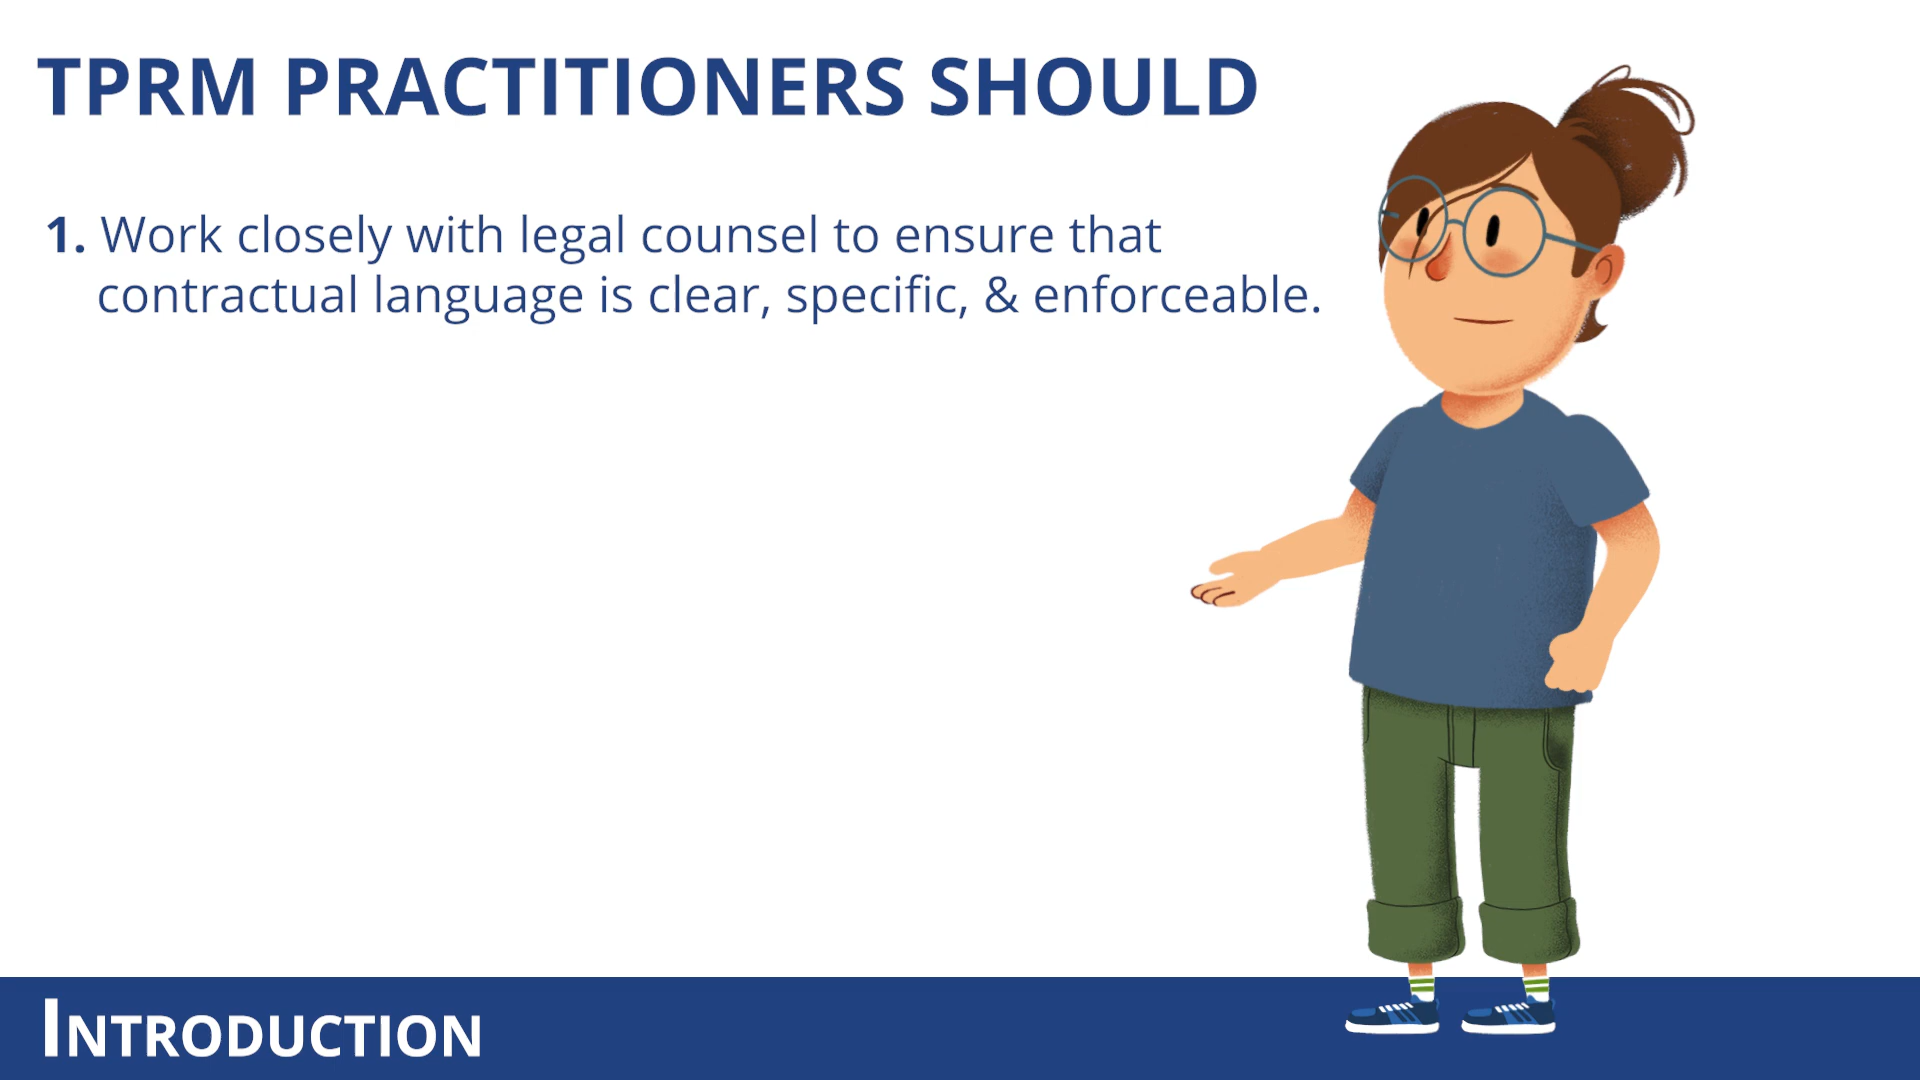 TPRM PRACTITIONERS SHOULD
1. Work closely with legal counsel to ensure that
contractual language is clear, specific, & enforceable.
INTRODUCTION